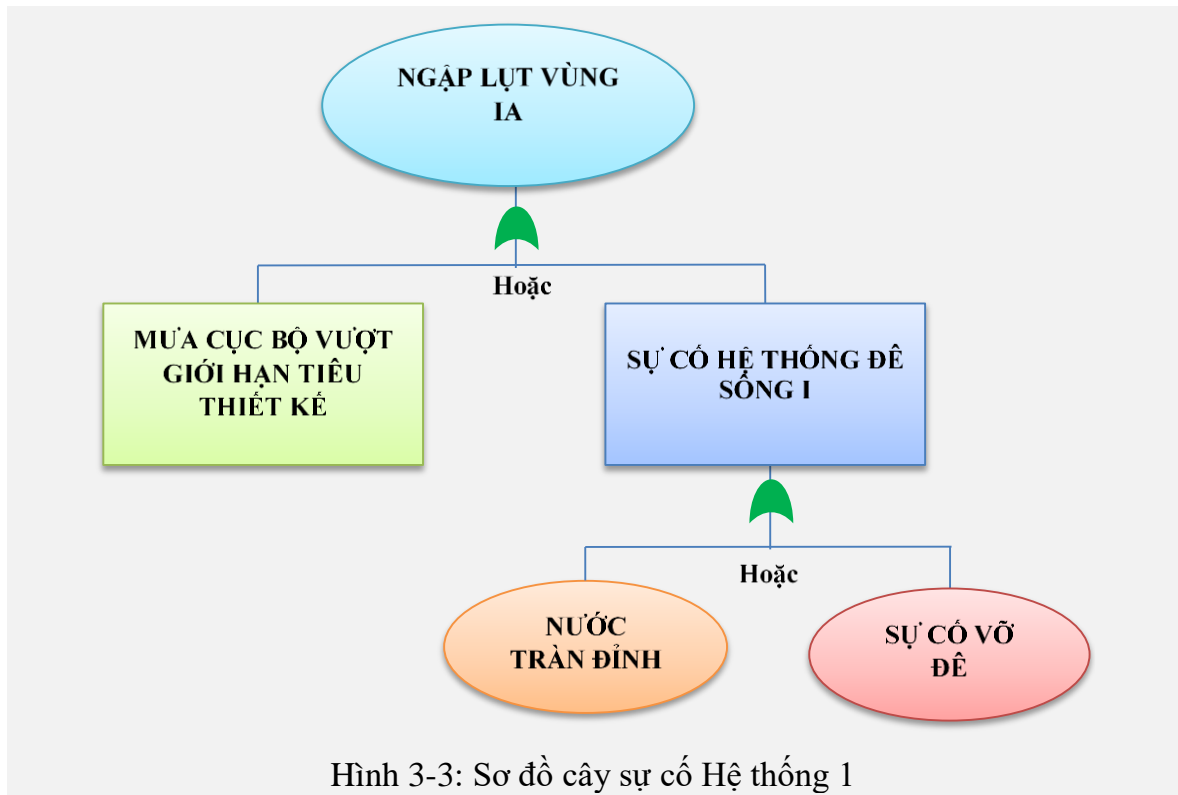 NGẬP LỤT VÙNG
IA
Hoặc
MƯA CỤC BỘ VƯỢT
GIỚI HẠN TIÊU
THIẾT KẾ
SỰ CỐ HỆ THỐNG ĐÊ
SÔNG I
Hoặc
NƯỚC
TRÀN ĐỈNH
SỰ CỐ VỠ
ĐÊ
Hình 3-3: Sơ đồ cây sự cố Hệ thống 1